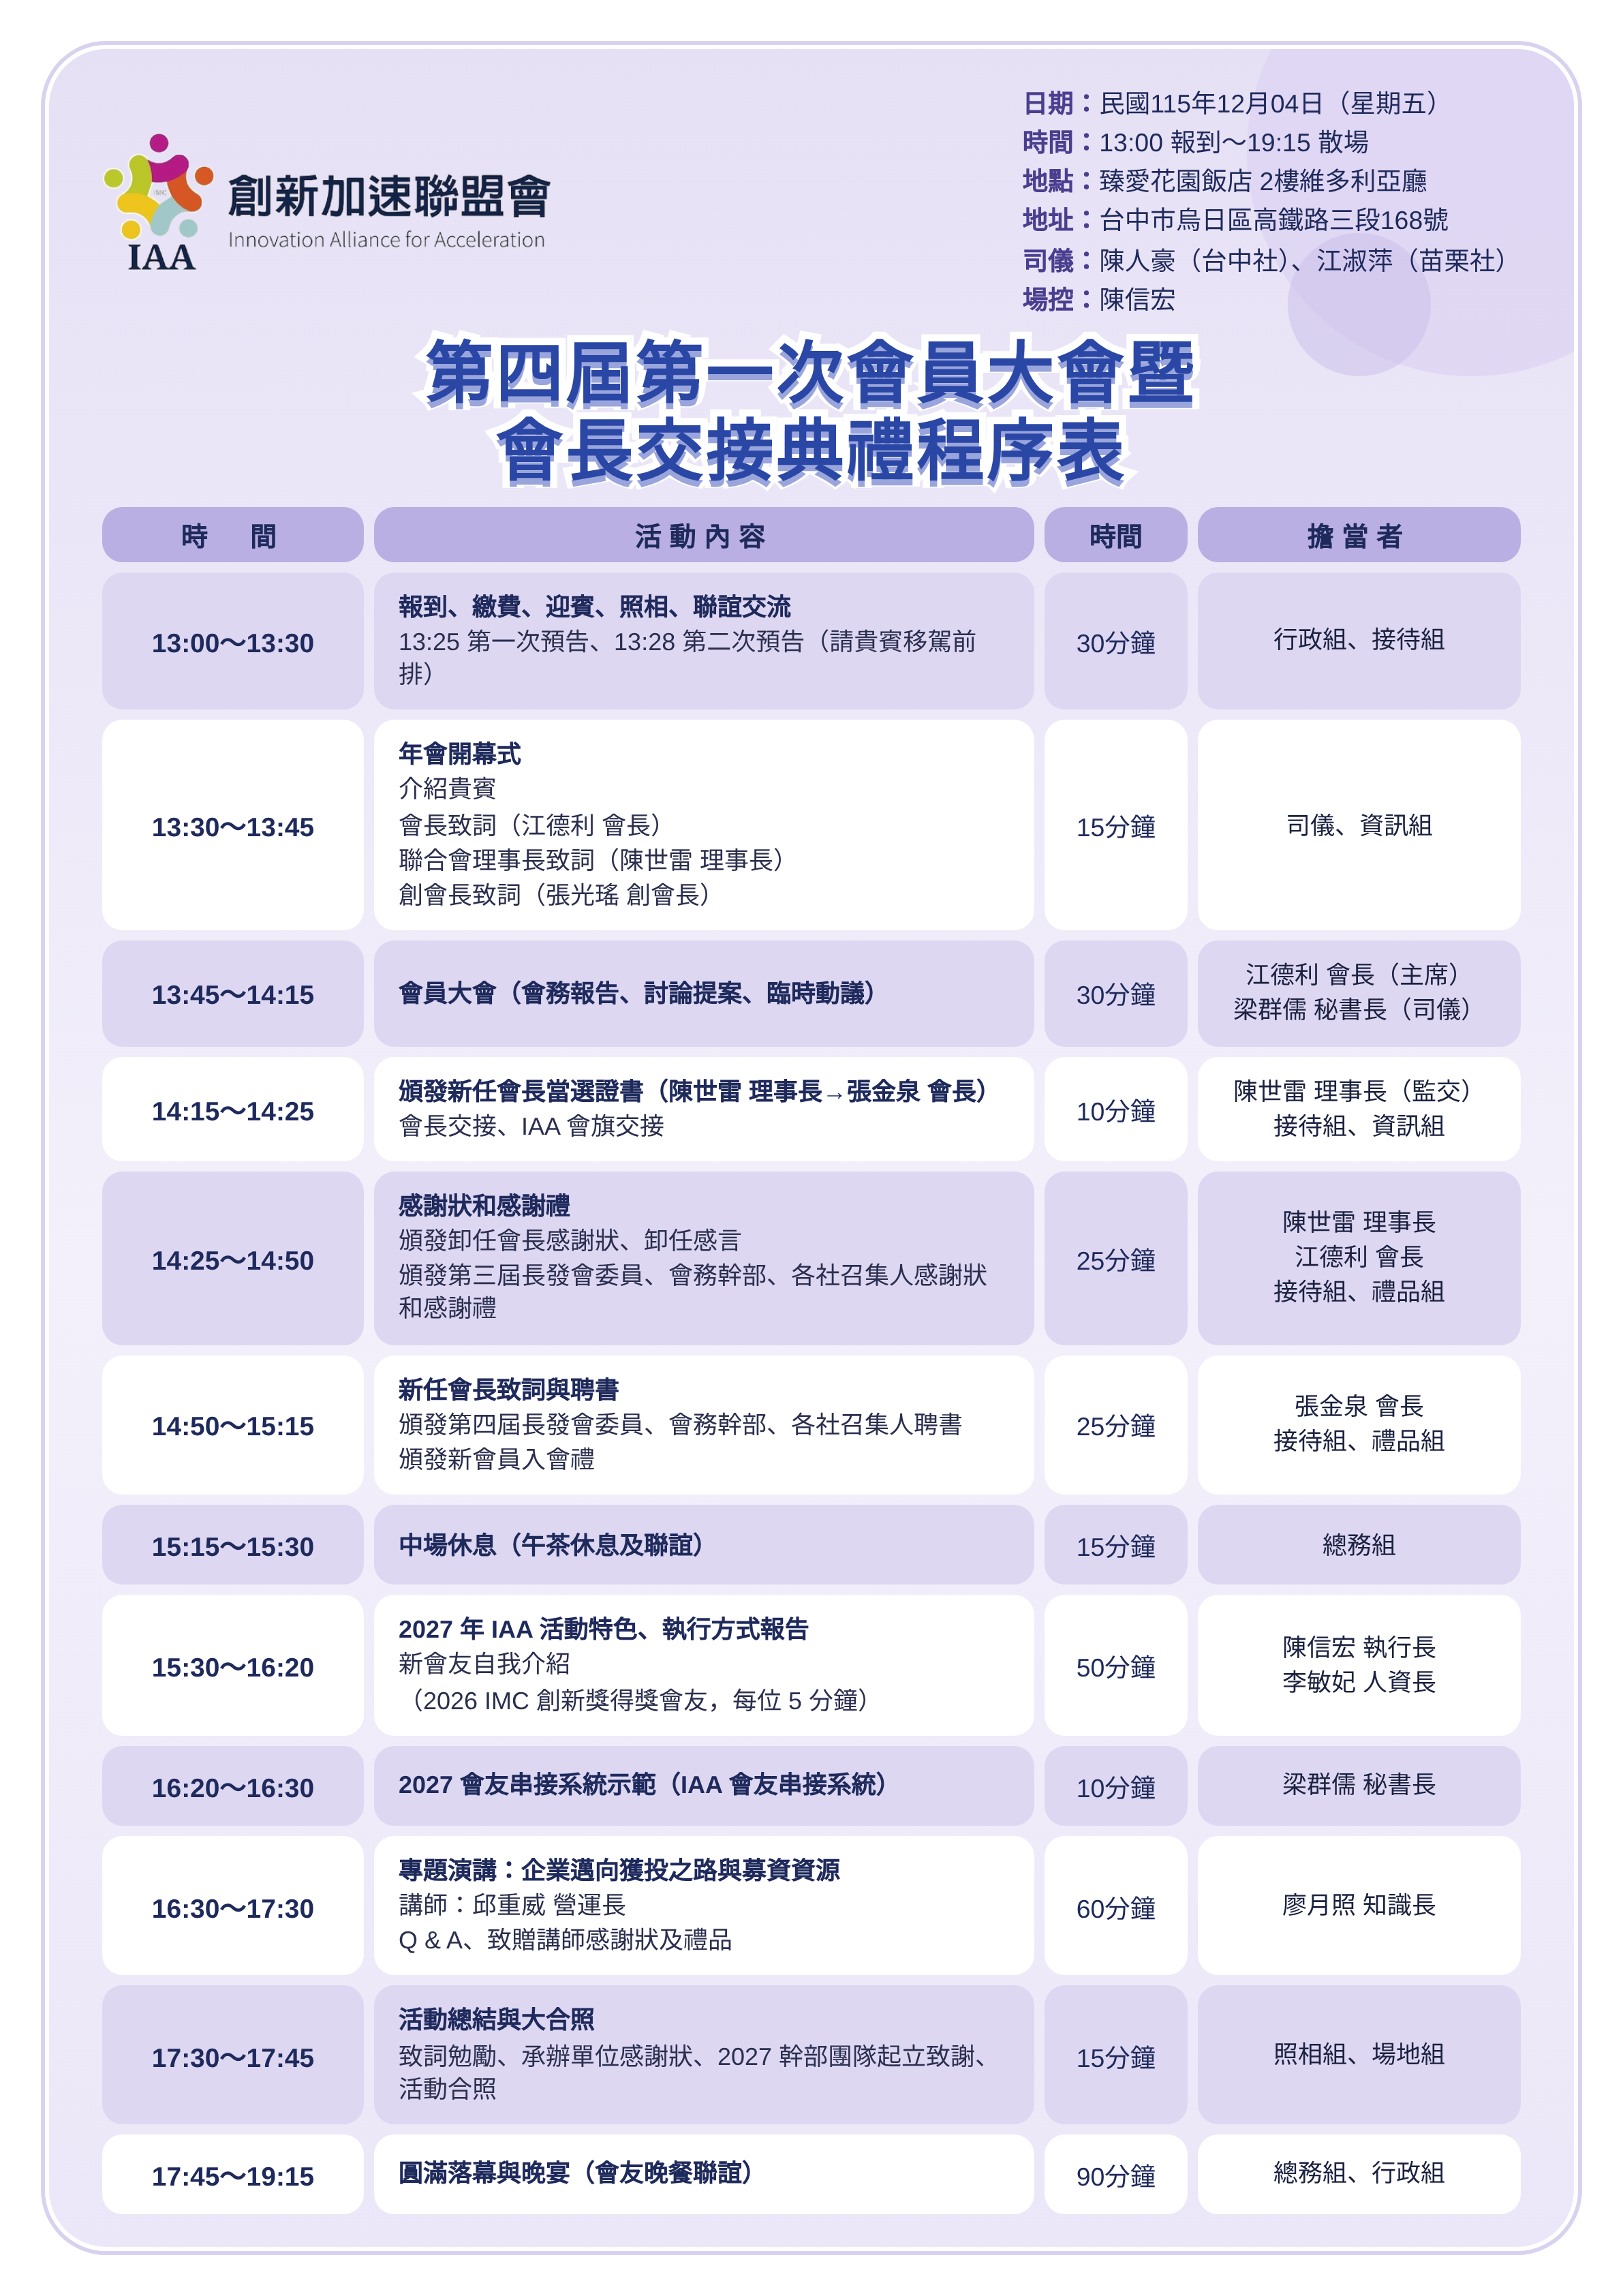 日期：民國115年12月04日（星期五）
時間：13:00 報到～19:15 散場
地點：臻愛花園飯店 2樓維多利亞廳
地址：台中市烏日區高鐵路三段168號
司儀：陳人豪（台中社）、江淑萍（苗栗社）
場控：陳信宏
創新加速聯盟會
Innovation Alliance for Acceleration
IAA
第四屆第一次會員大會暨
會長交接典禮程序表
時 間 活動內容 時間 擔當者
13:00～13:30
報到、繳費、迎賓、照相、聯誼交流
13:25 第一次預告、13:28 第二次預告（請貴賓移駕前
排）
30分鐘
行政組、接待組
13:30～13:45
年會開幕式
介紹貴賓
會長致詞（江德利 會長）
聯合會理事長致詞（陳世雷 理事長）
創會長致詞（張光瑤 創會長）
15分鐘
司儀、資訊組
13:45～14:15
會員大會（會務報告、討論提案、臨時動議）
30分鐘
江德利 會長（主席）
梁群儒 秘書長（司儀）
14:15～14:25
頒發新任會長當選證書（陳世雷 理事長→張金泉 會長）
會長交接、IAA 會旗交接
10分鐘
陳世雷 理事長（監交）
接待組、資訊組
14:25～14:50
感謝狀和感謝禮
頒發卸任會長感謝狀、卸任感言
頒發第三屆長發會委員、會務幹部、各社召集人感謝狀
和感謝禮
25分鐘
陳世雷 理事長
江德利 會長
接待組、禮品組
14:50～15:15
新任會長致詞與聘書
頒發第四屆長發會委員、會務幹部、各社召集人聘書
頒發新會員入會禮
25分鐘
張金泉 會長
接待組、禮品組
15:15～15:30
中場休息（午茶休息及聯誼）
15分鐘
總務組
15:30～16:20
2027 年 IAA 活動特色、執行方式報告
新會友自我介紹
（2026 IMC 創新獎得獎會友，每位 5 分鐘）
50分鐘
陳信宏 執行長
李敏妃 人資長
16:20～16:30
2027 會友串接系統示範（IAA 會友串接系統）
10分鐘
梁群儒 秘書長
16:30～17:30
專題演講：企業邁向獲投之路與募資資源
講師：邱重威 營運長
Q & A、致贈講師感謝狀及禮品
60分鐘
廖月照 知識長
17:30～17:45
活動總結與大合照
致詞勉勵、承辦單位感謝狀、2027 幹部團隊起立致謝、
活動合照
15分鐘
照相組、場地組
17:45～19:15
圓滿落幕與晚宴（會友晚餐聯誼）
90分鐘
總務組、行政組